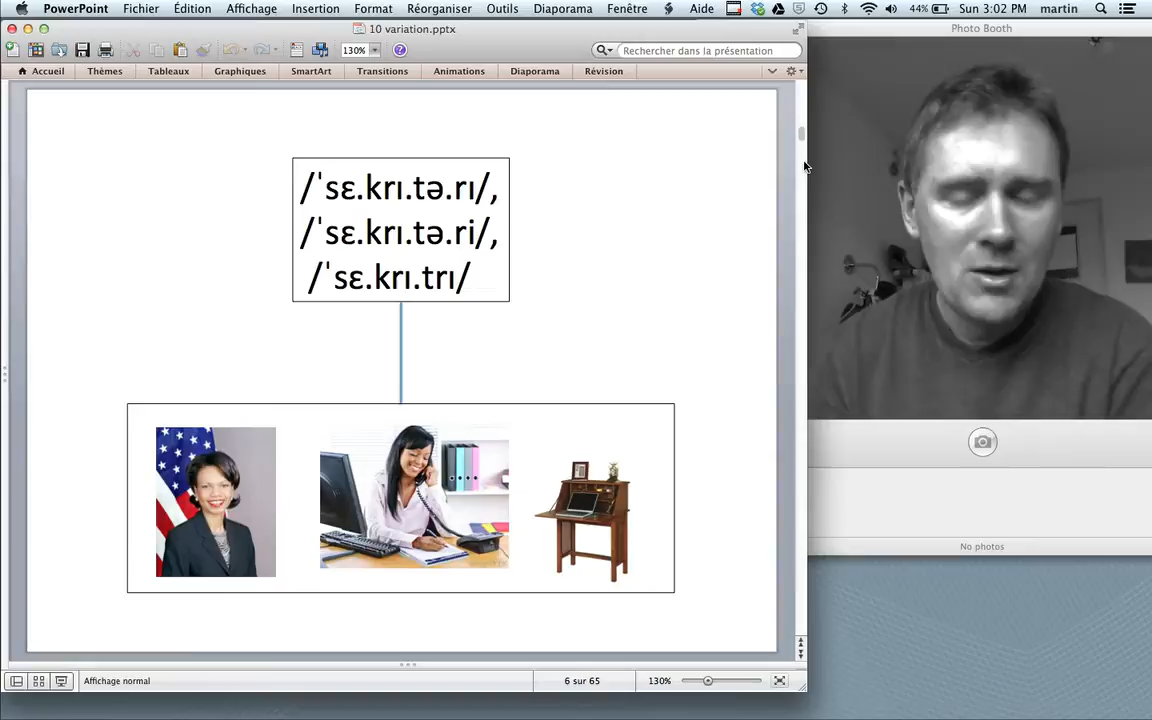 PowerPoint Fichier Édition Affichage Insertion Format Réorganiser Outils Diaporama Fenêtre Aide 44% Sun 3:02 PM martin
10 variation.pptx
Photo Booth
130% Rechercher dans la présentation
Accueil Thèmes Tableaux Graphiques SmartArt Transitions Animations Diaporama Révision
/ˈsɛ.krɪ.tə.rɪ/,
/ˈsɛ.krɪ.tə.ri/,
/ˈsɛ.krɪ.trɪ/
No photos
Affichage normal 6 sur 65 130%